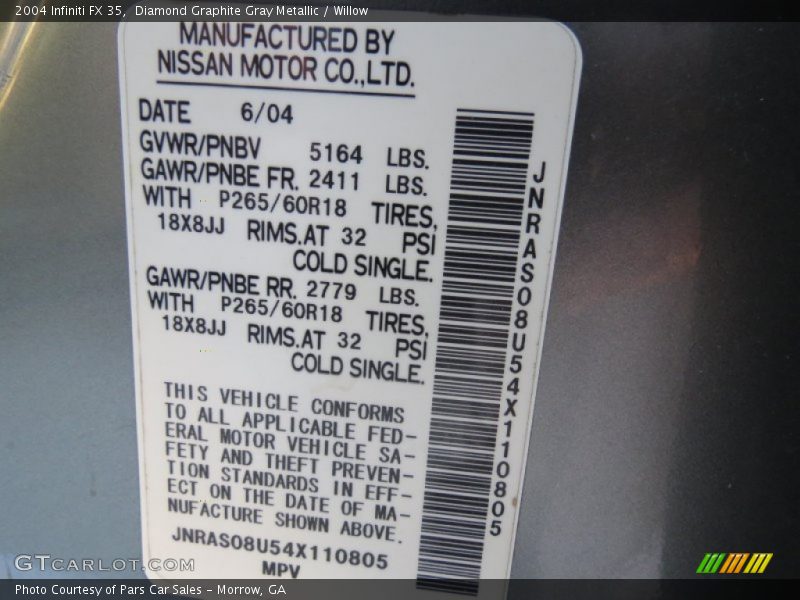 2004 Infiniti FX 35, Diamond Graphite Gray Metallic / Willow
MANUFACTURED BY
NISSAN MOTOR CO.,LTD.
DATE 6/04
GVWR/PNBV 5164 LBS.
GAWR/PNBE FR. 2411 LBS.
WITH P265/60R18 TIRES,
18X8JJ RIMS.AT 32 PSI
COLD SINGLE.
GAWR/PNBE RR. 2779 LBS.
WITH P265/60R18 TIRES,
18X8JJ RIMS.AT 32 PSI
COLD SINGLE.
THIS VEHICLE CONFORMS
TO ALL APPLICABLE FED-
ERAL MOTOR VEHICLE SA-
FETY AND THEFT PREVEN-
TION STANDARDS IN EFF-
ECT ON THE DATE OF MA-
NUFACTURE SHOWN ABOVE.
JNRAS08U54X110805
MPV
JNRAS08U54X110805
GTcarlot.com
Photo Courtesy of Pars Car Sales - Morrow, GA